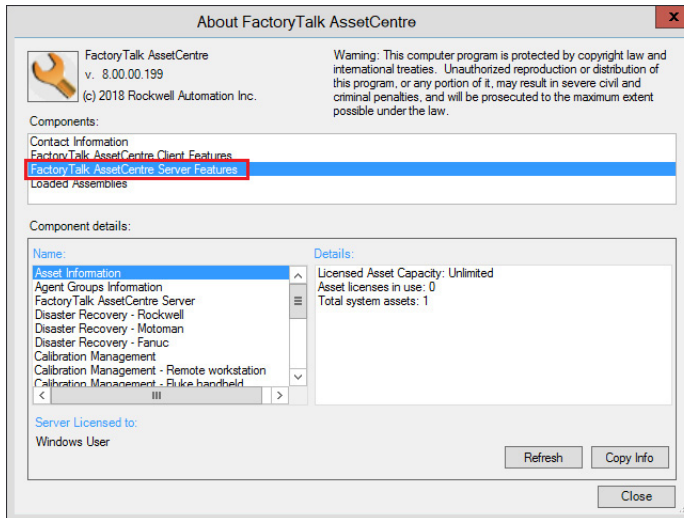 About FactoryTalk AssetCentre
x
FactoryTalk AssetCentre
v. 8.00.00.199
(c) 2018 Rockwell Automation Inc.
Warning: This computer program is protected by copyright law and
international treaties. Unauthorized reproduction or distribution of
this program, or any portion of it, may result in severe civil and
criminal penalties, and will be prosecuted to the maximum extent
possible under the law.
Components:
Contact Information
FactoryTalk AssetCentre Client Features
FactoryTalk AssetCentre Server Features
Loaded Assemblies
Component details:
Name:
Asset Information
Agent Groups Information
FactoryTalk AssetCentre Server
Disaster Recovery - Rockwell
Disaster Recovery - Motoman
Disaster Recovery - Fanuc
Calibration Management
Calibration Management - Remote workstation
Calibration Management - Fluke handheld
Details:
Licensed Asset Capacity: Unlimited
Asset licenses in use: 0
Total system assets: 1
Server Licensed to:
Windows User
Refresh
Copy Info
Close